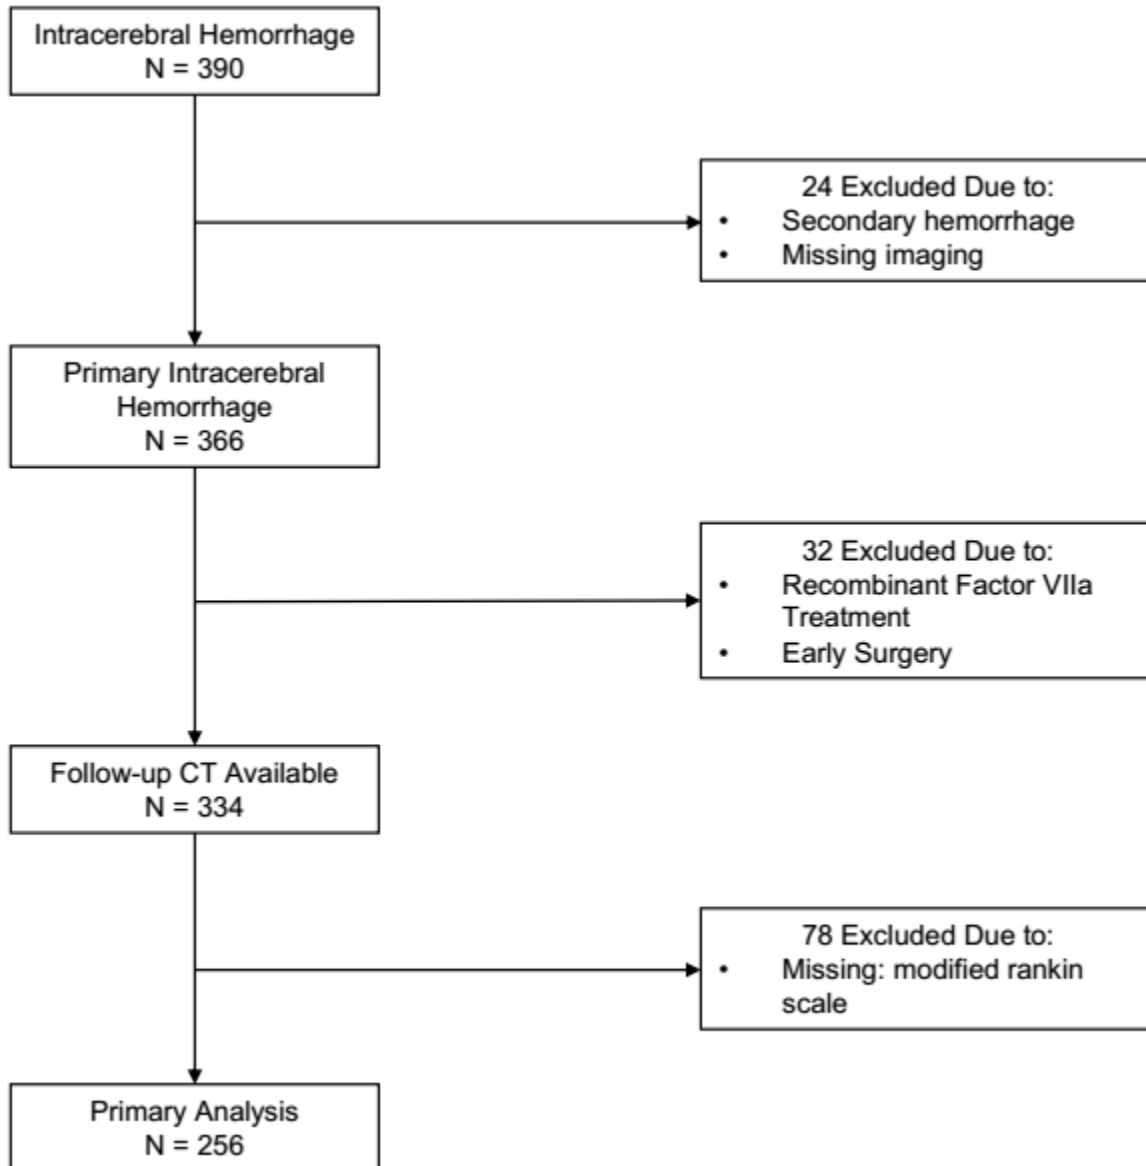 Intracerebral Hemorrhage
N = 390
24 Excluded Due to:
• Secondary hemorrhage
• Missing imaging
Primary Intracerebral
Hemorrhage
N = 366
32 Excluded Due to:
• Recombinant Factor VIIa
Treatment
• Early Surgery
Follow-up CT Available
N = 334
78 Excluded Due to:
• Missing: modified rankin
scale
Primary Analysis
N = 256